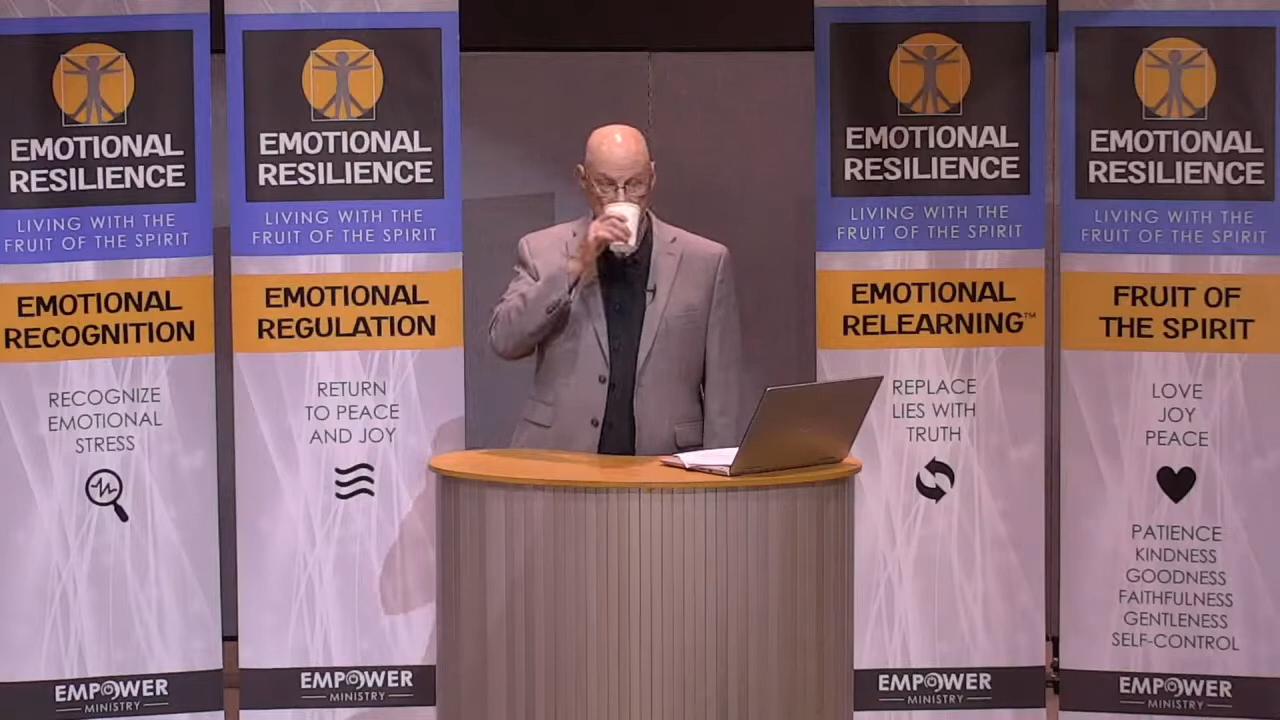 EMOTIONAL
RESILIENCE
LIVING WITH THE
FRUIT OF THE SPIRIT
EMOTIONAL
RECOGNITION
RECOGNIZE
EMOTIONAL
STRESS
EMPOWER
MINISTRY
EMOTIONAL
RESILIENCE
LIVING WITH THE
FRUIT OF THE SPIRIT
EMOTIONAL
REGULATION
RETURN
TO PEACE
AND JOY
EMPOWER
MINISTRY
EMOTIONAL
RESILIENCE
LIVING WITH THE
FRUIT OF THE SPIRIT
EMOTIONAL
RELEARNING™
REPLACE
LIES WITH
TRUTH
EMPOWER
MINISTRY
EMOTIONAL
RESILIENCE
LIVING WITH THE
FRUIT OF THE SPIRIT
FRUIT OF
THE SPIRIT
LOVE
JOY
PEACE
PATIENCE
KINDNESS
GOODNESS
FAITHFULNESS
GENTLENESS
SELF-CONTROL
EMPOWER
MINISTRY